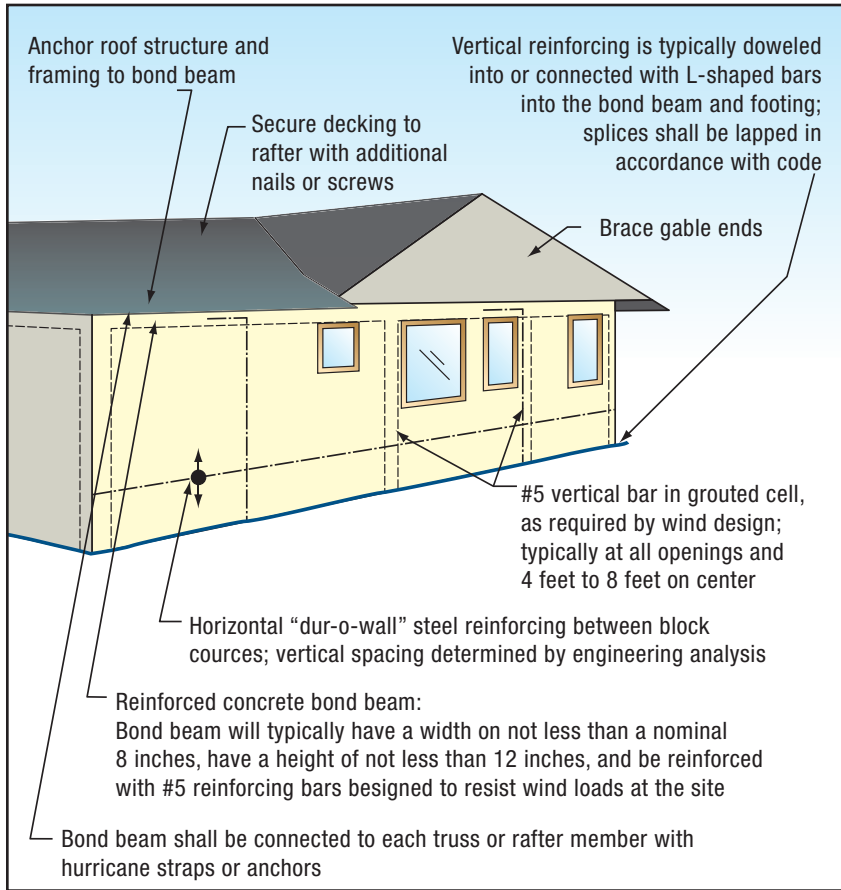 Anchor roof structure and
framing to bond beam
Vertical reinforcing is typically doweled
into or connected with L-shaped bars
into the bond beam and footing;
splices shall be lapped in
accordance with code
Secure decking to
rafter with additional
nails or screws
Brace gable ends
#5 vertical bar in grouted cell,
as required by wind design;
typically at all openings and
4 feet to 8 feet on center
Horizontal “dur-o-wall” steel reinforcing between block
cources; vertical spacing determined by engineering analysis
Reinforced concrete bond beam:
Bond beam will typically have a width on not less than a nominal
8 inches, have a height of not less than 12 inches, and be reinforced
with #5 reinforcing bars besigned to resist wind loads at the site
Bond beam shall be connected to each truss or rafter member with
hurricane straps or anchors